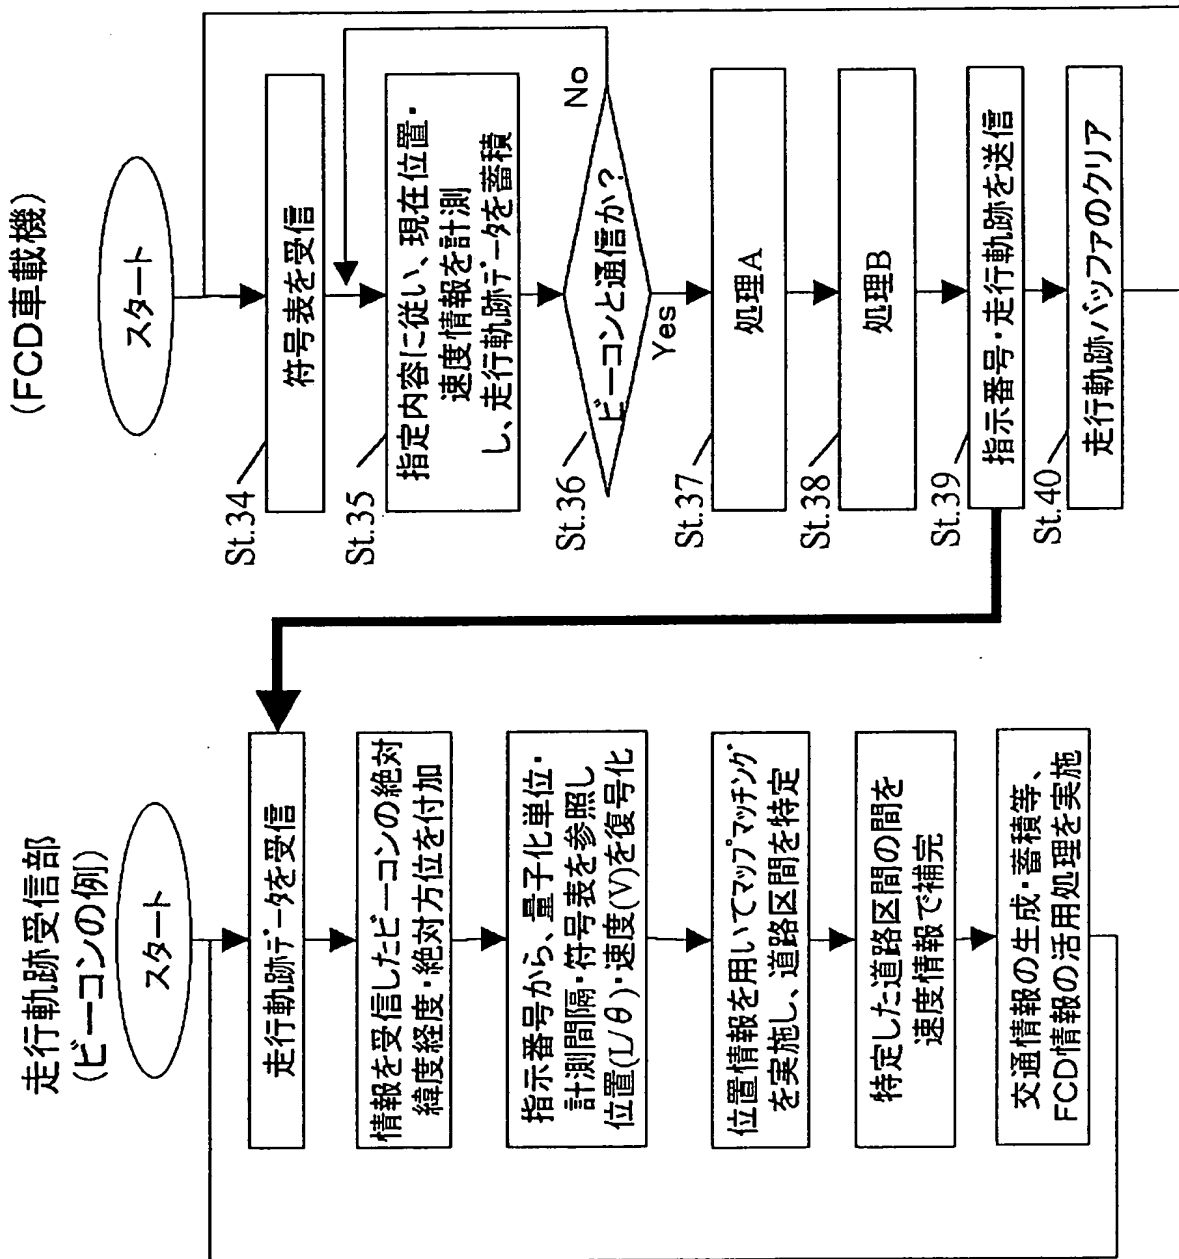 (FCD車載機)
スタート
St.34
符号表を受信
St.35
指定内容に従い、現在位置・
速度情報を計測
し、走行軌跡データを蓄積
St.36
ビーコンと通信か?
No
Yes
St.37
処理A
St.38
処理B
St.39
指示番号・走行軌跡を送信
St.40
走行軌跡バッファのクリア
走行軌跡受信部
(ビーコンの例)
スタート
走行軌跡データを受信
情報を受信したビーコンの絶対
緯度経度・絶対方位を付加
指示番号から、量子化単位・
計測間隔・符号表を参照し
位置(L/θ)・速度(V)を復号化
位置情報を用いてマップマッチング
を実施し、道路区間を特定
特定した道路区間の間を
速度情報で補完
交通情報の生成・蓄積等、
FCD情報の活用処理を実施